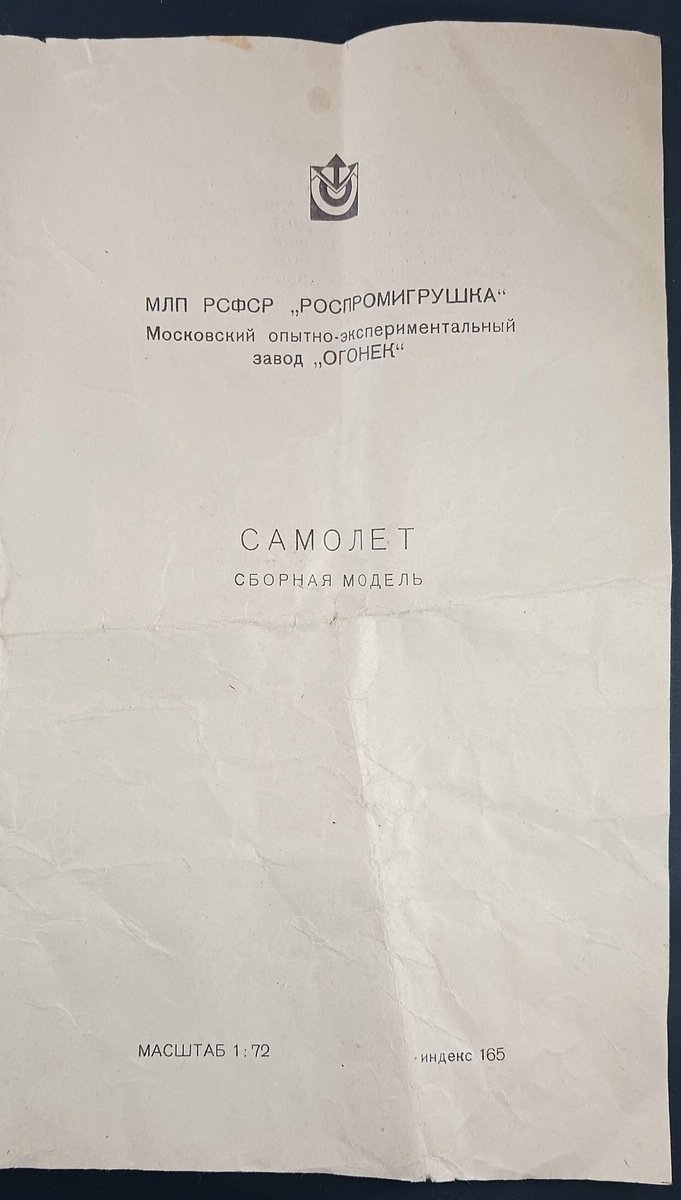 МЛП РСФСР „РОСПРОМИГРУШКА“
Московский опытно-экспериментальный
завод „ОГОНЕК“
САМОЛЕТ
СБОРНАЯ МОДЕЛЬ
МАСШТАБ 1:72
индекс 165